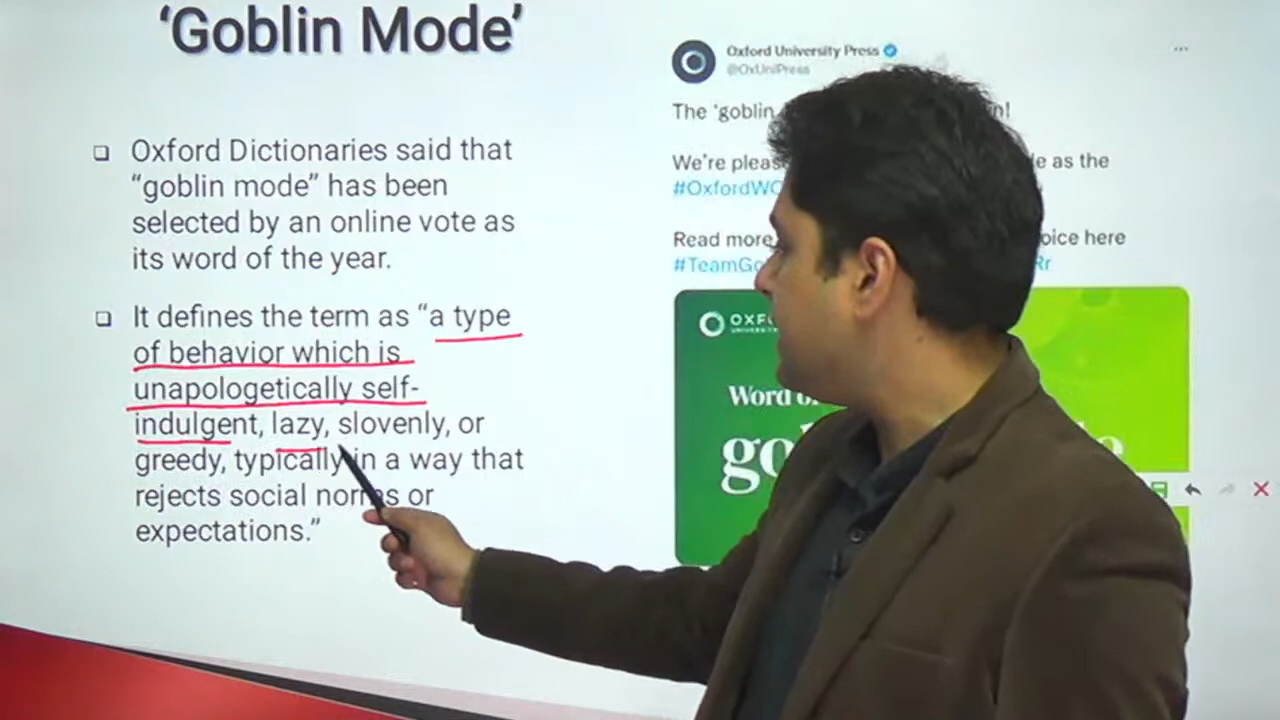 ‘Goblin Mode’
Oxford Dictionaries said that
“goblin mode” has been
selected by an online vote as
its word of the year.
It defines the term as “a type
of behavior which is
unapologetically self-
indulgent, lazy, slovenly, or
greedy, typically in a way that
rejects social norms or
expectations.”
Oxford University Press
@OxUniPress
The ‘goblin
We’re as the
#OxfordWO
Read more here
#TeamGo
Word
go